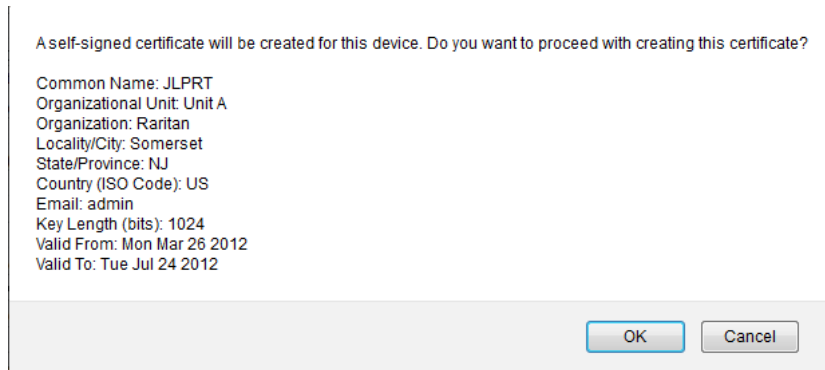 A self-signed certificate will be created for this device. Do you want to proceed with creating this certificate?
Common Name: JLPRT
Organizational Unit: Unit A
Organization: Raritan
Locality/City: Somerset
State/Province: NJ
Country (ISO Code): US
Email: admin
Key Length (bits): 1024
Valid From: Mon Mar 26 2012
Valid To: Tue Jul 24 2012
OK Cancel